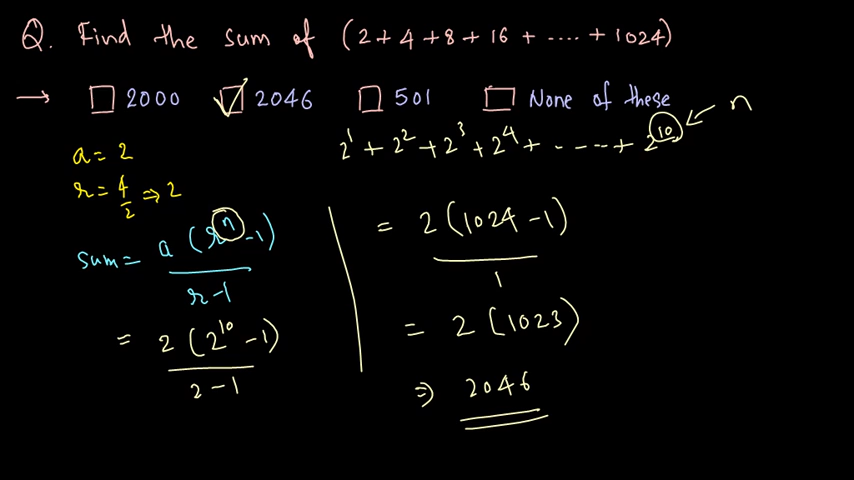 Q. Find the sum of (2 + 4 + 8 + 16 + .... + 1024)
→ 2000 2046 501 None of these
2¹ + 2² + 2³ + 2⁴ + ------ + 2¹⁰ ← n
a = 2
r = 4/2 ⇒ 2
sum = a (rⁿ - 1) / r - 1
= 2 (2¹⁰ - 1) / 2 - 1
= 2 (1024 - 1) / 1
= 2 (1023)
⇒ 2046